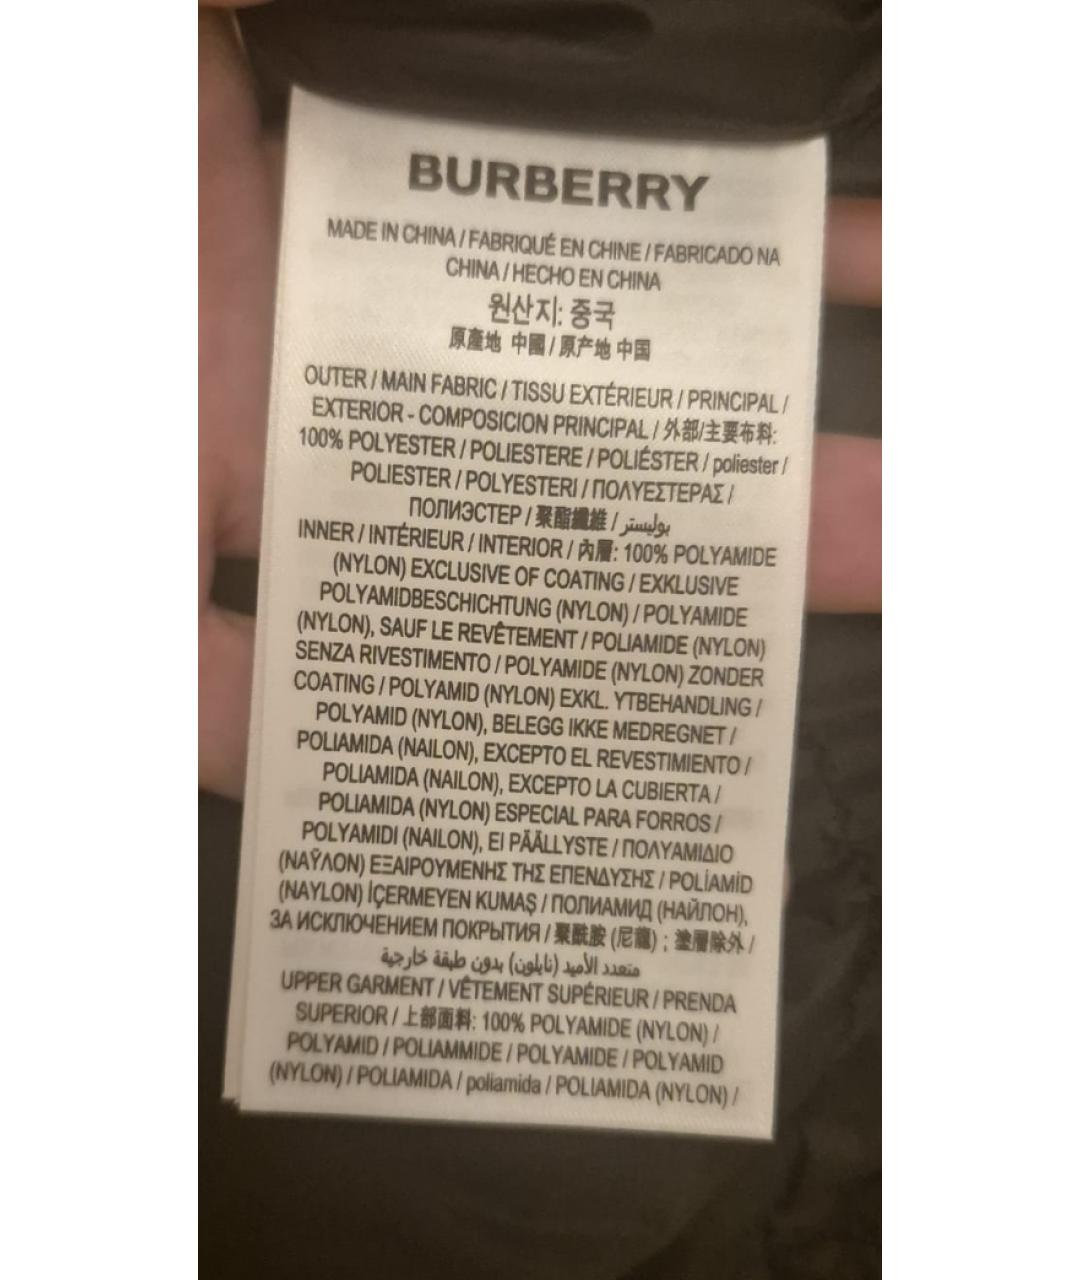 BURBERRY
MADE IN CHINA / FABRIQUÉ EN CHINE / FABRICADO NA
CHINA / HECHO EN CHINA
원산지: 중국
原產地 中國 / 原产地 中国
OUTER / MAIN FABRIC / TISSU EXTÉRIEUR / PRINCIPAL /
EXTERIOR - COMPOSICION PRINCIPAL / 外部/主要布料:
100% POLYESTER / POLIESTERE / POLIÉSTER / poliester /
POLIESTER / POLYESTERI / ΠΟΛΥΕΣΤΕΡΑΣ /
ПОЛИЭСТЕР / 聚酯纖維 / بوليستر
INNER / INTÉRIEUR / INTERIOR / 內層: 100% POLYAMIDE
(NYLON) EXCLUSIVE OF COATING / EXKLUSIVE
POLYAMIDBESCHICHTUNG (NYLON) / POLYAMIDE
(NYLON), SAUF LE REVÊTEMENT / POLIAMIDE (NYLON)
SENZA RIVESTIMENTO / POLYAMIDE (NYLON) ZONDER
COATING / POLYAMID (NYLON) EXKL. YTBEHANDLING /
POLYAMID (NYLON), BELEGG IKKE MEDREGNET /
POLIAMIDA (NAILON), EXCEPTO EL REVESTIMIENTO /
POLIAMIDA (NAILON), EXCEPTO LA CUBIERTA /
POLIAMIDA (NYLON) ESPECIAL PARA FORROS /
POLYAMIDI (NAILON), EI PÄÄLLYSTE / ΠΟΛΥΑΜΙΔΙΟ
(ΝΑΫΛΟΝ) ΕΞΑΙΡΟΥΜΕΝΗΣ ΤΗΣ ΕΠΕΝΔΥΣΗΣ / POLİAMİD
(NAYLON) İÇERMEYEN KUMAŞ / ПОЛИАМИД (НАЙЛОН),
ЗА ИСКЛЮЧЕНИЕМ ПОКРЫТИЯ / 聚酰胺 (尼龍) ; 塗層除外 /
متعدد الأميد (نايلون) بدون طبقة خارجية
UPPER GARMENT / VÊTEMENT SUPÉRIEUR / PRENDA
SUPERIOR / 上部面料: 100% POLYAMIDE (NYLON) /
POLYAMID / POLIAMMIDE / POLYAMIDE / POLYAMID
(NYLON) / POLIAMIDA / poliamida / POLIAMIDA (NYLON) /